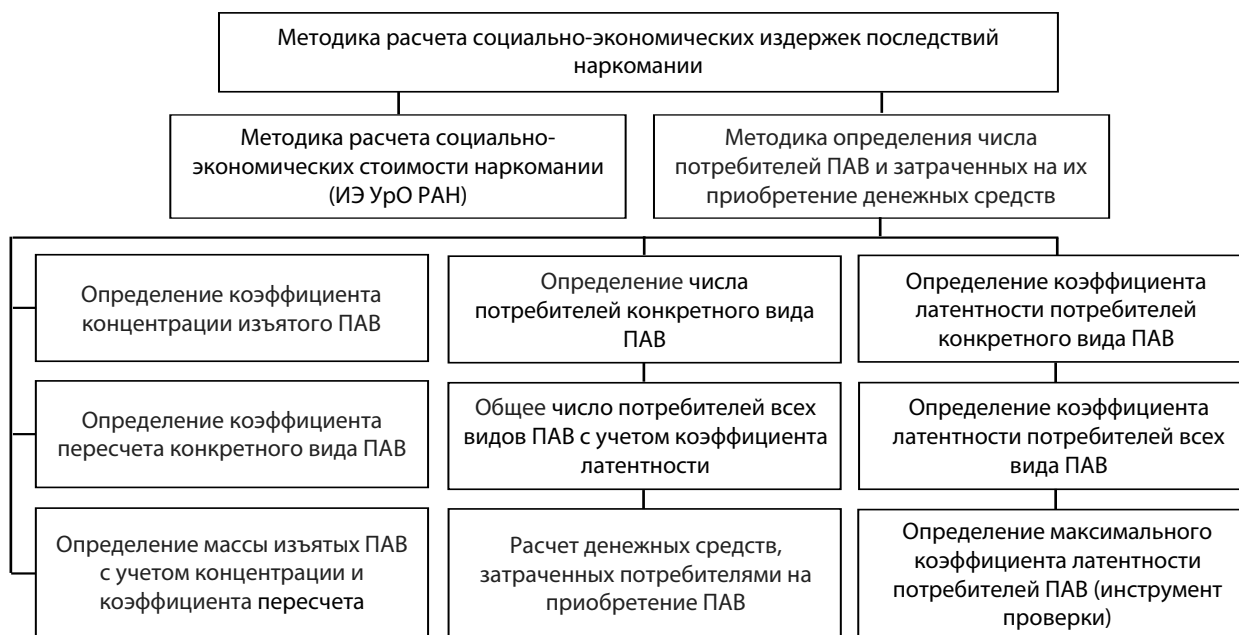 Методика расчета социально-экономических издержек последствий
наркомании
Методика расчета социально-
экономических стоимости наркомании
(ИЭ УрО РАН)
Методика определения числа
потребителей ПАВ и затраченных на их
приобретение денежных средств
Определение коэффициента
концентрации изъятого ПАВ
Определение числа
потребителей конкретного вида
ПАВ
Определение коэффициента
латентности потребителей
конкретного вида ПАВ
Определение коэффициента
пересчета конкретного вида ПАВ
Общее число потребителей всех
видов ПАВ с учетом коэффициента
латентности
Определение коэффициента
латентности потребителей всех
вида ПАВ
Определение массы изъятых ПАВ
с учетом концентрации и
коэффициента пересчета
Расчет денежных средств,
затраченных потребителями на
приобретение ПАВ
Определение максимального
коэффициента латентности
потребителей ПАВ (инструмент
проверки)